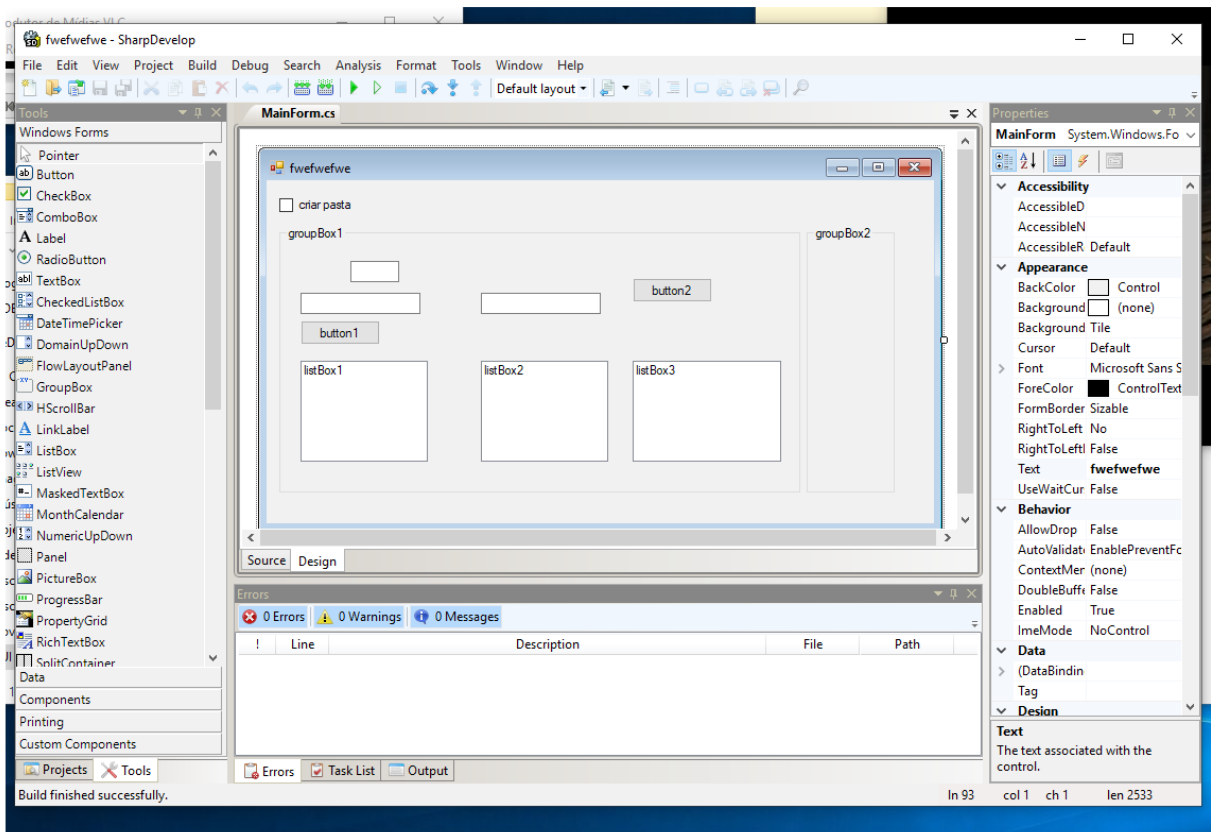 fwefwefwe - SharpDevelop
File Edit View Project Build Debug Search Analysis Format Tools Window Help
Default layout
Tools
Windows Forms
Pointer
Button
CheckBox
ComboBox
Label
RadioButton
TextBox
CheckedListBox
DateTimePicker
DomainUpDown
FlowLayoutPanel
GroupBox
HScrollBar
LinkLabel
ListBox
ListView
MaskedTextBox
MonthCalendar
NumericUpDown
Panel
PictureBox
ProgressBar
PropertyGrid
RichTextBox
SplitContainer
Data
Components
Printing
Custom Components
Projects Tools
MainForm.cs
fwefwefwe
criar pasta
groupBox1 groupBox2
button2
button1
listBox1 listBox2 listBox3
Source Design
Errors
0 Errors 0 Warnings 0 Messages
! Line Description File Path
Errors Task List Output
Properties
MainForm System.Windows.Fo
Accessibility
AccessibleD
AccessibleN
AccessibleR Default
Appearance
BackColor Control
Background (none)
Background Tile
Cursor Default
Font Microsoft Sans S
ForeColor ControlText
FormBorder Sizable
RightToLeft No
RightToLeftl False
Text fwefwefwe
UseWaitCur False
Behavior
AllowDrop False
AutoValidat EnablePreventFo
ContextMer (none)
DoubleBuffe False
Enabled True
ImeMode NoControl
Data
(DataBindin
Tag
Design
Text
The text associated with the
control.
Build finished successfully. ln 93 col 1 ch 1 len 2533